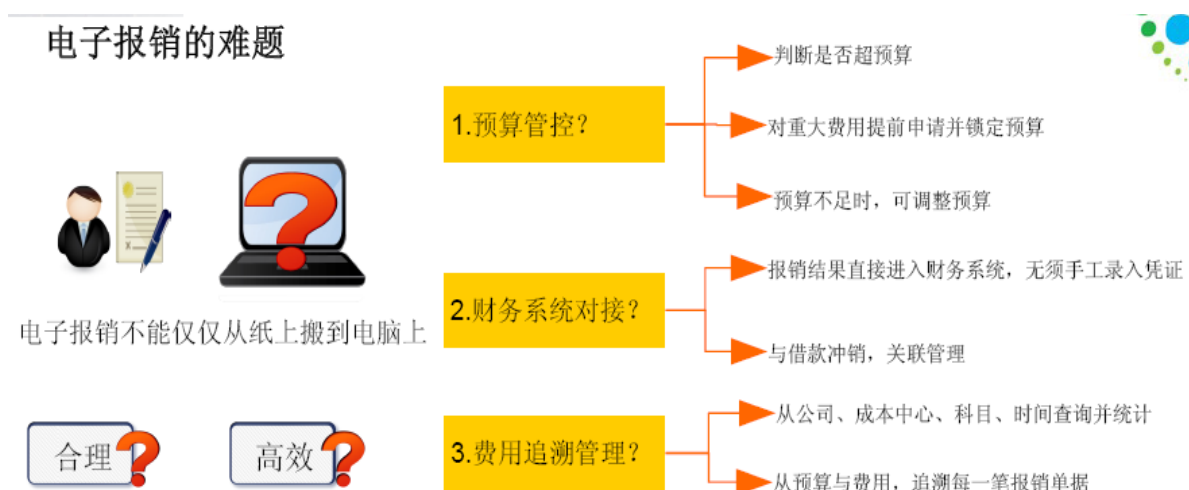 电子报销的难题
电子报销不能仅仅从纸上搬到电脑上
合理
高效
1.预算管控？
判断是否超预算
对重大费用提前申请并锁定预算
预算不足时，可调整预算
2.财务系统对接？
报销结果直接进入财务系统，无须手工录入凭证
与借款冲销，关联管理
3.费用追溯管理？
从公司、成本中心、科目、时间查询并统计
从预算与费用，追溯每一笔报销单据